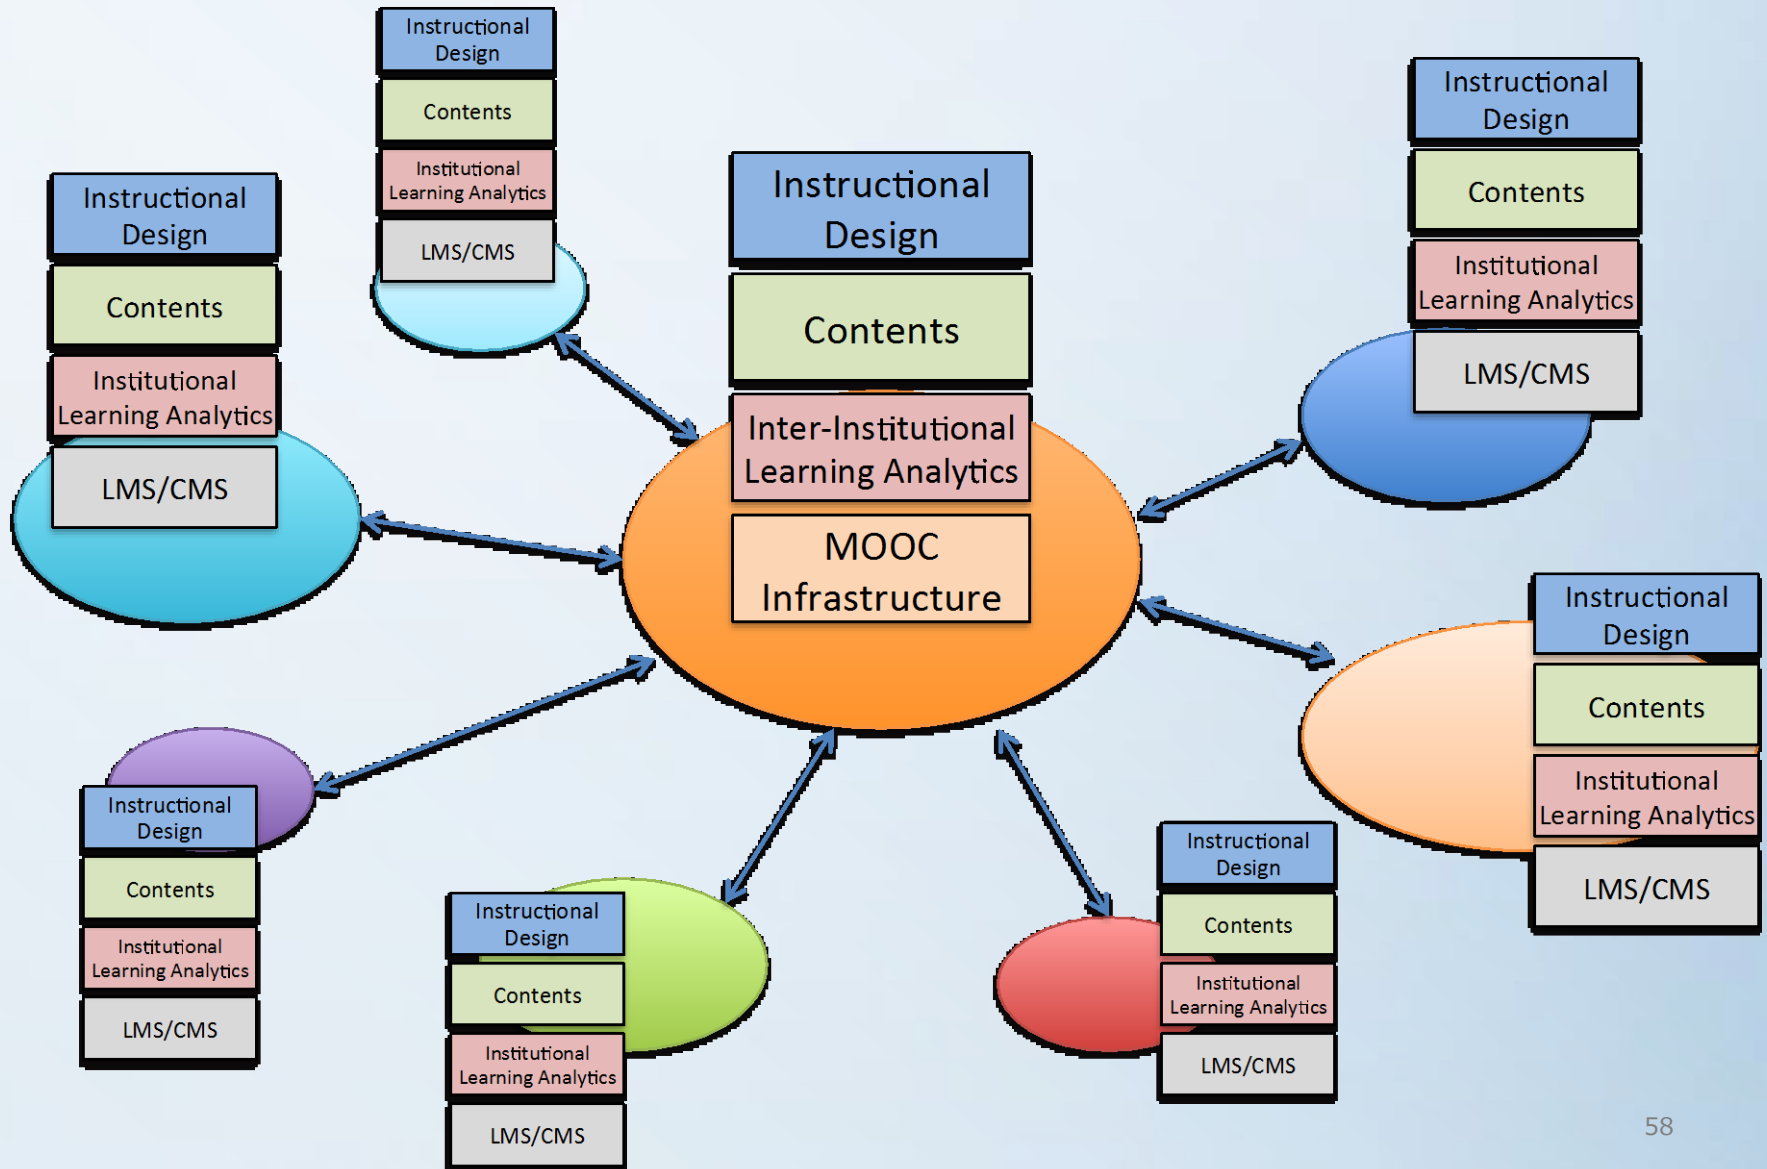 Instructional
Design
Contents
Institutional
Learning Analytics
LMS/CMS
Instructional
Design
Contents
Institutional
Learning Analytics
LMS/CMS
Instructional
Design
Contents
Inter-Institutional
Learning Analytics
MOOC
Infrastructure
Instructional
Design
Contents
Institutional
Learning Analytics
LMS/CMS
Instructional
Design
Contents
Institutional
Learning Analytics
LMS/CMS
Instructional
Design
Contents
Institutional
Learning Analytics
LMS/CMS
Instructional
Design
Contents
Institutional
Learning Analytics
LMS/CMS
Instructional
Design
Contents
Institutional
Learning Analytics
LMS/CMS
58